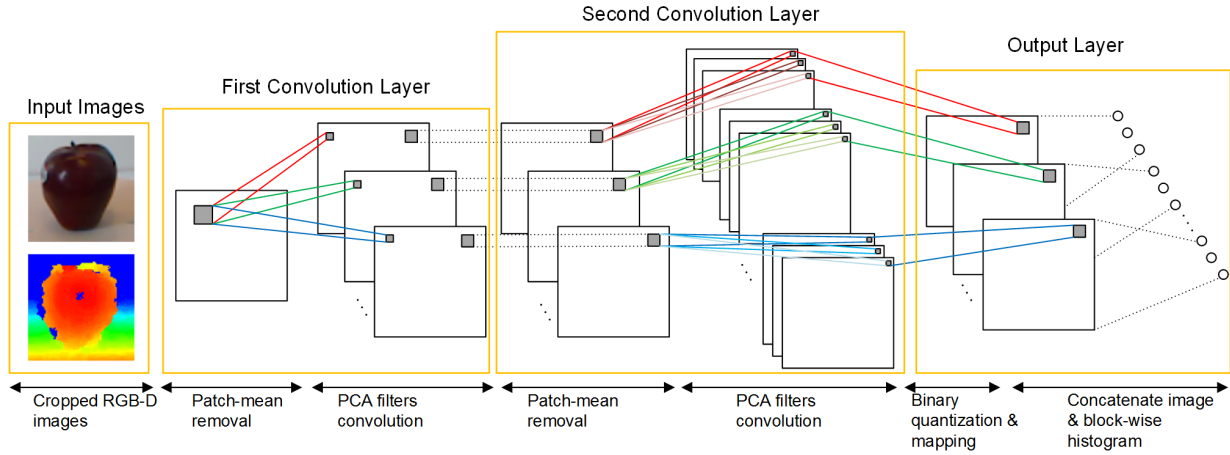 Second Convolution Layer
Output Layer
First Convolution Layer
Input Images
Cropped RGB-D
images
Patch-mean
removal
PCA filters
convolution
Patch-mean
removal
PCA filters
convolution
Binary
quantization &
mapping
Concatenate image
& block-wise
histogram